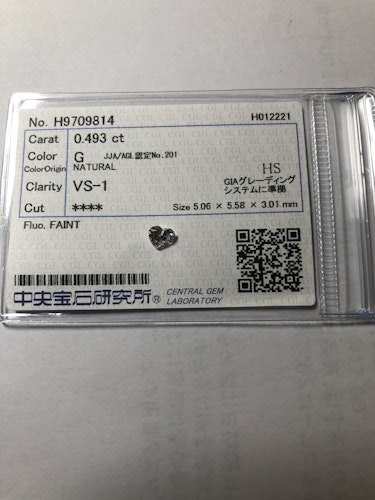 No. H9709814 H012221
Carat 0.493 ct
Color G JJA/AGL認定No.201
ColorOrigin NATURAL HS
Clarity VS-1 GIAグレーディング
システムに準拠
Cut **** Size 5.06 × 5.58 × 3.01 mm
Fluo. FAINT
中央宝石研究所® CENTRAL GEM
LABORATORY